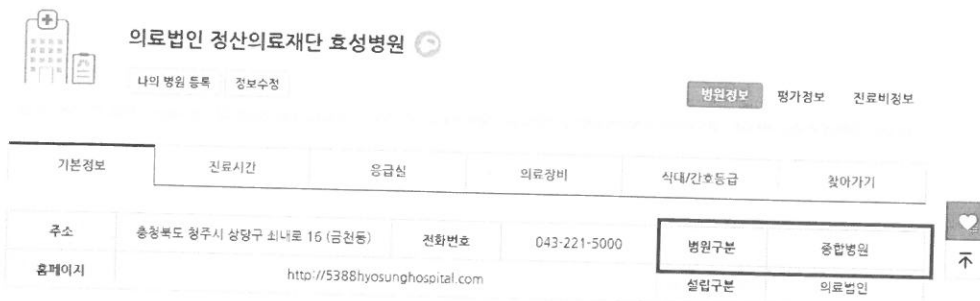 의료법인 정산의료재단 효성병원
나의 병원 등록 정보수정
병원정보 평가정보 진료비정보
기본정보 진료시간 응급실 의료장비 식대/간호등급 찾아가기
주소 충청북도 청주시 상당구 쇠내로 16 (금천동) 전화번호 043-221-5000 병원구분 종합병원
홈페이지 http://5388hyosunghospital.com 설립구분 의료법인